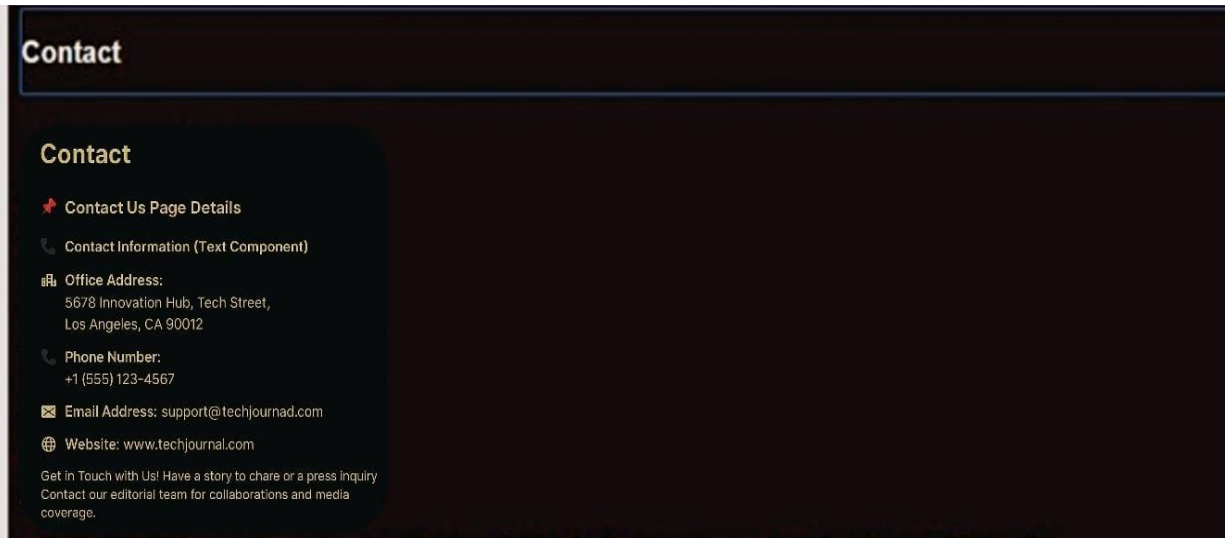 Contact
Contact
Contact Us Page Details
Contact Information (Text Component)
Office Address:
5678 Innovation Hub, Tech Street,
Los Angeles, CA 90012
Phone Number:
+1 (555) 123-4567
Email Address: support@techjournad.com
Website: www.techjournal.com
Get in Touch with Us! Have a story to chare or a press inquiry
Contact our editorial team for collaborations and media
coverage.